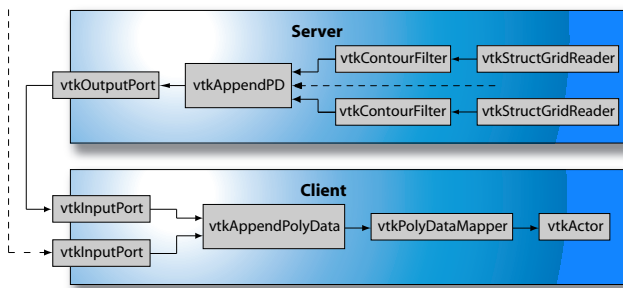 Server
vtkContourFilter
vtkStructGridReader
vtkOutputPort
vtkAppendPD
vtkContourFilter
vtkStructGridReader
Client
vtkInputPort
vtkAppendPolyData
vtkPolyDataMapper
vtkActor
vtkInputPort